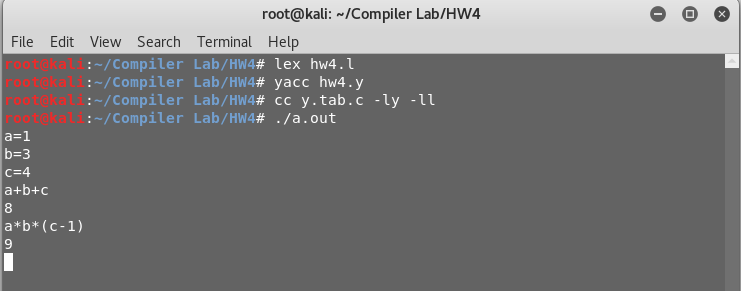 root@kali: ~/Compiler Lab/HW4
File Edit View Search Terminal Help
root@kali:~/Compiler Lab/HW4# lex hw4.l
root@kali:~/Compiler Lab/HW4# yacc hw4.y
root@kali:~/Compiler Lab/HW4# cc y.tab.c -ly -ll
root@kali:~/Compiler Lab/HW4# ./a.out
a=1
b=3
c=4
a+b+c
8
a*b*(c-1)
9